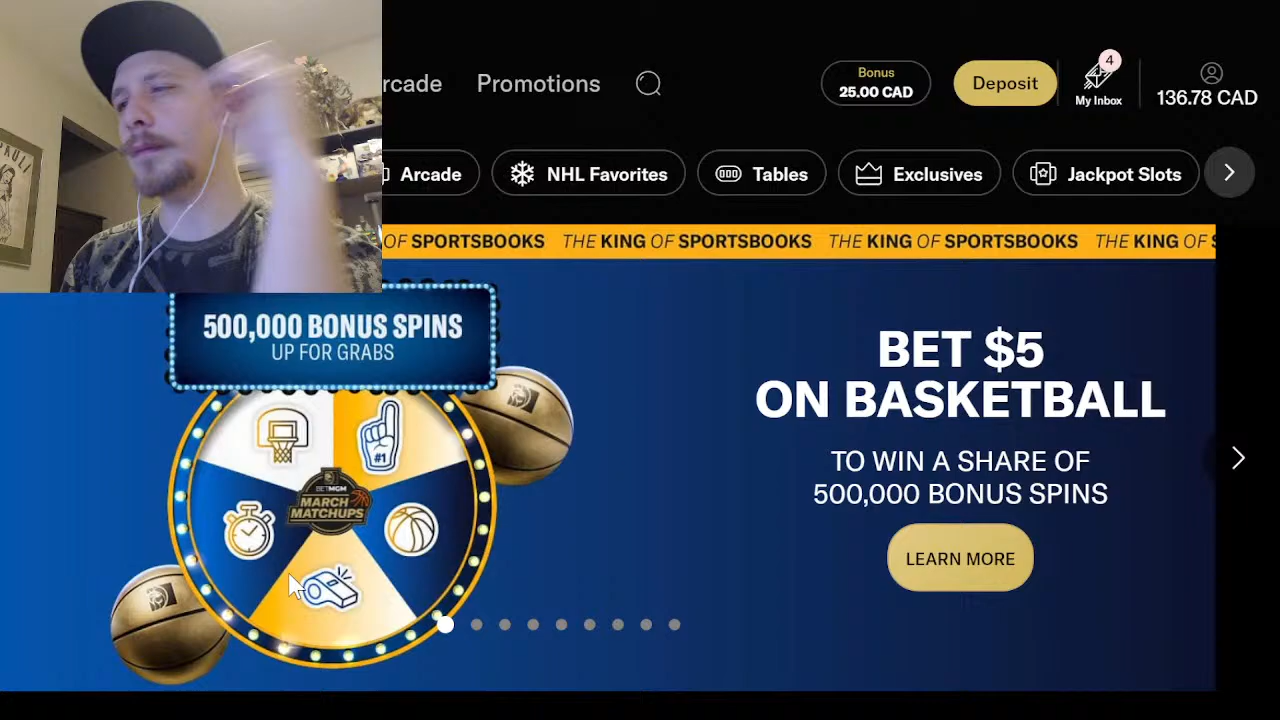 rcade
Promotions
Bonus
25.00 CAD
Deposit
4
My Inbox
136.78 CAD
Arcade
NHL Favorites
Tables
Exclusives
Jackpot Slots
OF SPORTSBOOKS THE KING OF SPORTSBOOKS THE KING OF SPORTSBOOKS THE KING OF S
500,000 BONUS SPINS
UP FOR GRABS
#1
BETMGM
MARCH
MATCHUPS
BET $5
ON BASKETBALL
TO WIN A SHARE OF
500,000 BONUS SPINS
LEARN MORE